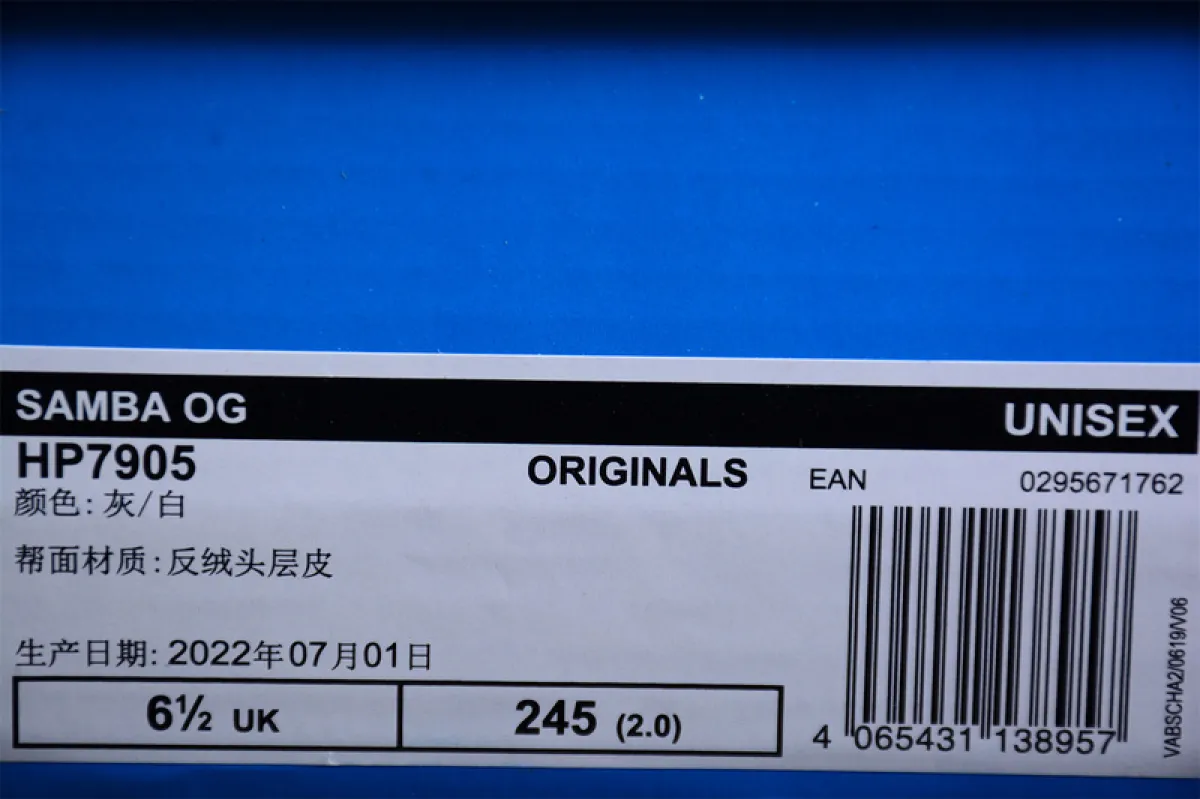 SAMBA OG
UNISEX
HP7905
ORIGINALS
EAN
0295671762
颜色: 灰/白
帮面材质: 反绒头层皮
生产日期: 2022年07月01日
6½ UK
245 (2.0)
4 065431 138957
VABSCHA2/0619/V06